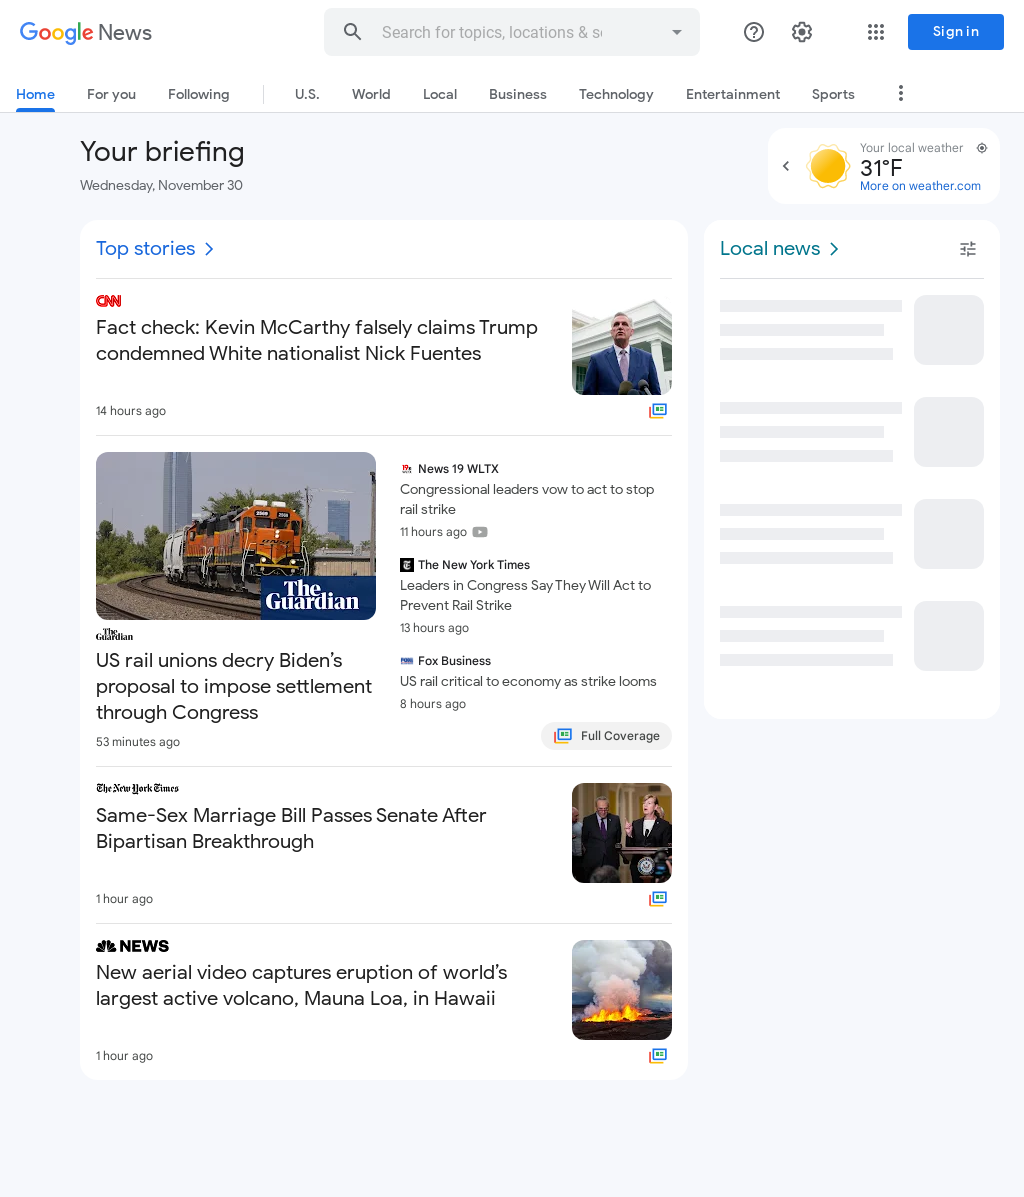 Google News
Search for topics, locations & so
Sign in
Home
For you
Following
U.S.
World
Local
Business
Technology
Entertainment
Sports
Your briefing
Wednesday, November 30
Your local weather
31°F
More on weather.com
Top stories
CNN
Fact check: Kevin McCarthy falsely claims Trump
condemned White nationalist Nick Fuentes
14 hours ago
The
Guardian
The
Guardian
US rail unions decry Biden’s
proposal to impose settlement
through Congress
53 minutes ago
News 19 WLTX
Congressional leaders vow to act to stop
rail strike
11 hours ago
The New York Times
Leaders in Congress Say They Will Act to
Prevent Rail Strike
13 hours ago
Fox Business
US rail critical to economy as strike looms
8 hours ago
Full Coverage
The New York Times
Same-Sex Marriage Bill Passes Senate After
Bipartisan Breakthrough
1 hour ago
NEWS
New aerial video captures eruption of world’s
largest active volcano, Mauna Loa, in Hawaii
1 hour ago
Local news